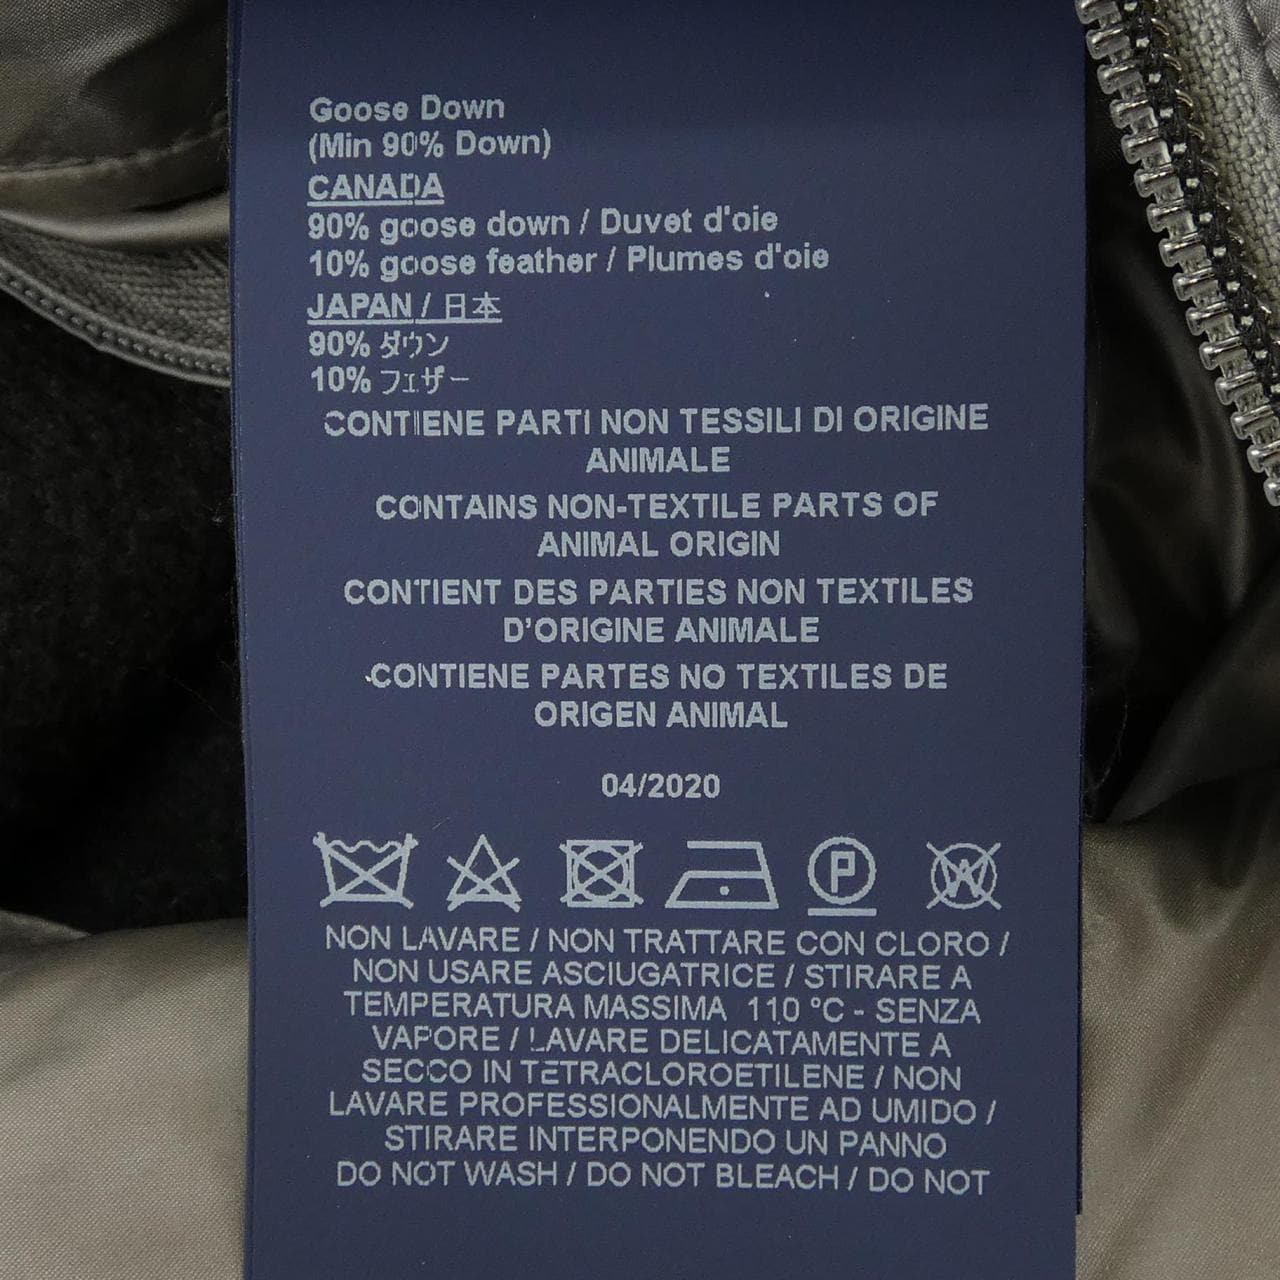 Goose Down
(Min 90% Down)
CANADA
90% goose down / Duvet d'oie
10% goose feather / Plumes d'oie
JAPAN / 日本
90% ダウン
10% フェザー
CONTIENE PARTI NON TESSILI DI ORIGINE
ANIMALE
CONTAINS NON-TEXTILE PARTS OF
ANIMAL ORIGIN
CONTIENT DES PARTIES NON TEXTILES
D'ORIGINE ANIMALE
CONTIENE PARTES NO TEXTILES DE
ORIGEN ANIMAL
04/2020
P W
NON LAVARE / NON TRATTARE CON CLORO /
NON USARE ASCIUGATRICE / STIRARE A
TEMPERATURA MASSIMA 110 °C - SENZA
VAPORE / LAVARE DELICATAMENTE A
SECCO IN TETRACLOROETILENE / NON
LAVARE PROFESSIONALMENTE AD UMIDO /
STIRARE INTERPONENDO UN PANNO
DO NOT WASH / DO NOT BLEACH / DO NOT